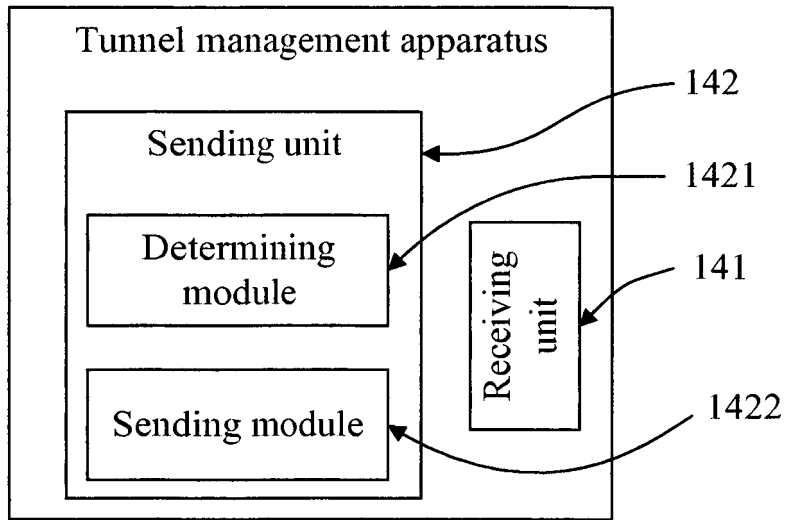 Tunnel management apparatus
142
Sending unit
1421
Determining
module
141
Receiving
unit
1422
Sending module